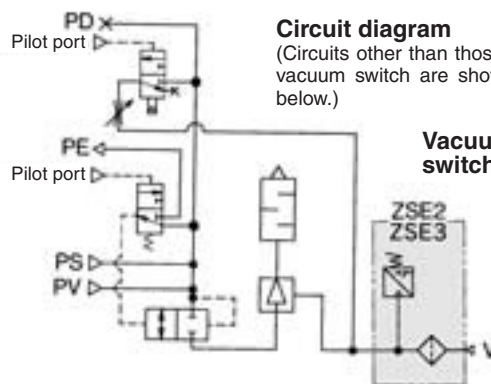 PD
Pilot port
Circuit diagram
(Circuits other than thos
vacuum switch are sho
below.)
PE
Pilot port
Vacuu
switch
ZSE2
ZSE3
PS
PV
V